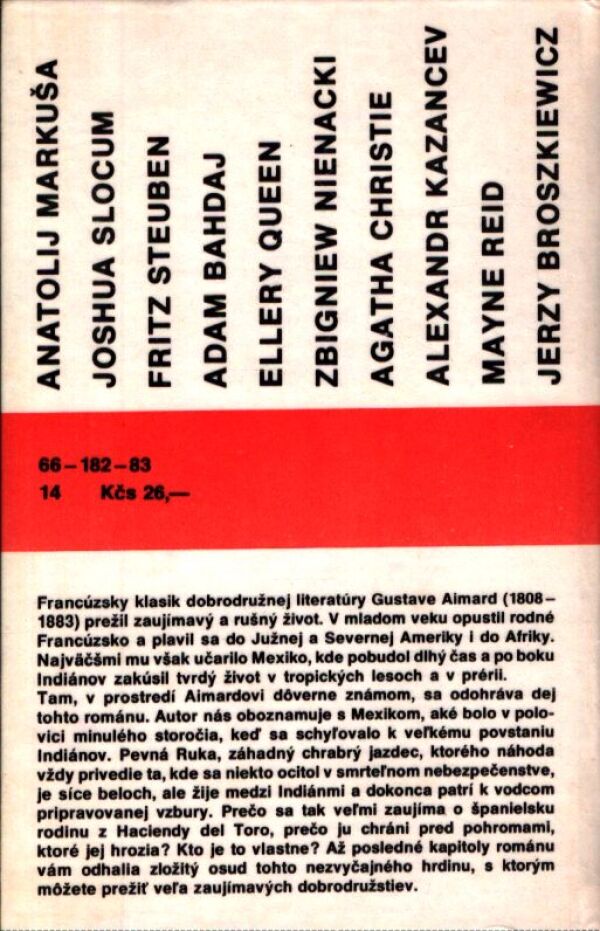 ANATOLIJ MARKUŠA
JOSHUA SLOCUM
FRITZ STEUBEN
ADAM BAHDAJ
ELLERY QUEEN
ZBIGNIEW NIENACKI
AGATHA CHRISTIE
ALEXANDR KAZANCEV
MAYNE REID
JERZY BROSZKIEWICZ
66–182–83
14 Kčs 26,—
Francúzsky klasik dobrodružnej literatúry Gustave Aimard (1808–
1883) prežil zaujímavý a rušný život. V mladom veku opustil rodné
Francúzsko a plavil sa do Južnej a Severnej Ameriky i do Afriky.
Najväčšmi mu však učarilo Mexiko, kde pobudol dlhý čas a po boku
Indiánov zakúsil tvrdý život v tropických lesoch a v prérii.
Tam, v prostredí Aimardovi dôverne známom, sa odohráva dej
tohto románu. Autor nás oboznamuje s Mexikom, aké bolo v polo-
vici minulého storočia, keď sa schyľovalo k veľkému povstaniu
Indiánov. Pevná Ruka, záhadný chrabrý jazdec, ktorého náhoda
vždy privedie ta, kde sa niekto ocitol v smrteľnom nebezpečenstve,
je síce beloch, ale žije medzi Indiánmi a dokonca patrí k vodcom
pripravovanej vzbury. Prečo sa tak veľmi zaujíma o španielsku
rodinu z Haciendy del Toro, prečo ju chráni pred pohromami,
ktoré jej hrozia? Kto je to vlastne? Až posledné kapitoly románu
vám odhalia zložitý osud tohto nezvyčajného hrdinu, s ktorým
môžete prežiť veľa zaujímavých dobrodružstiev.